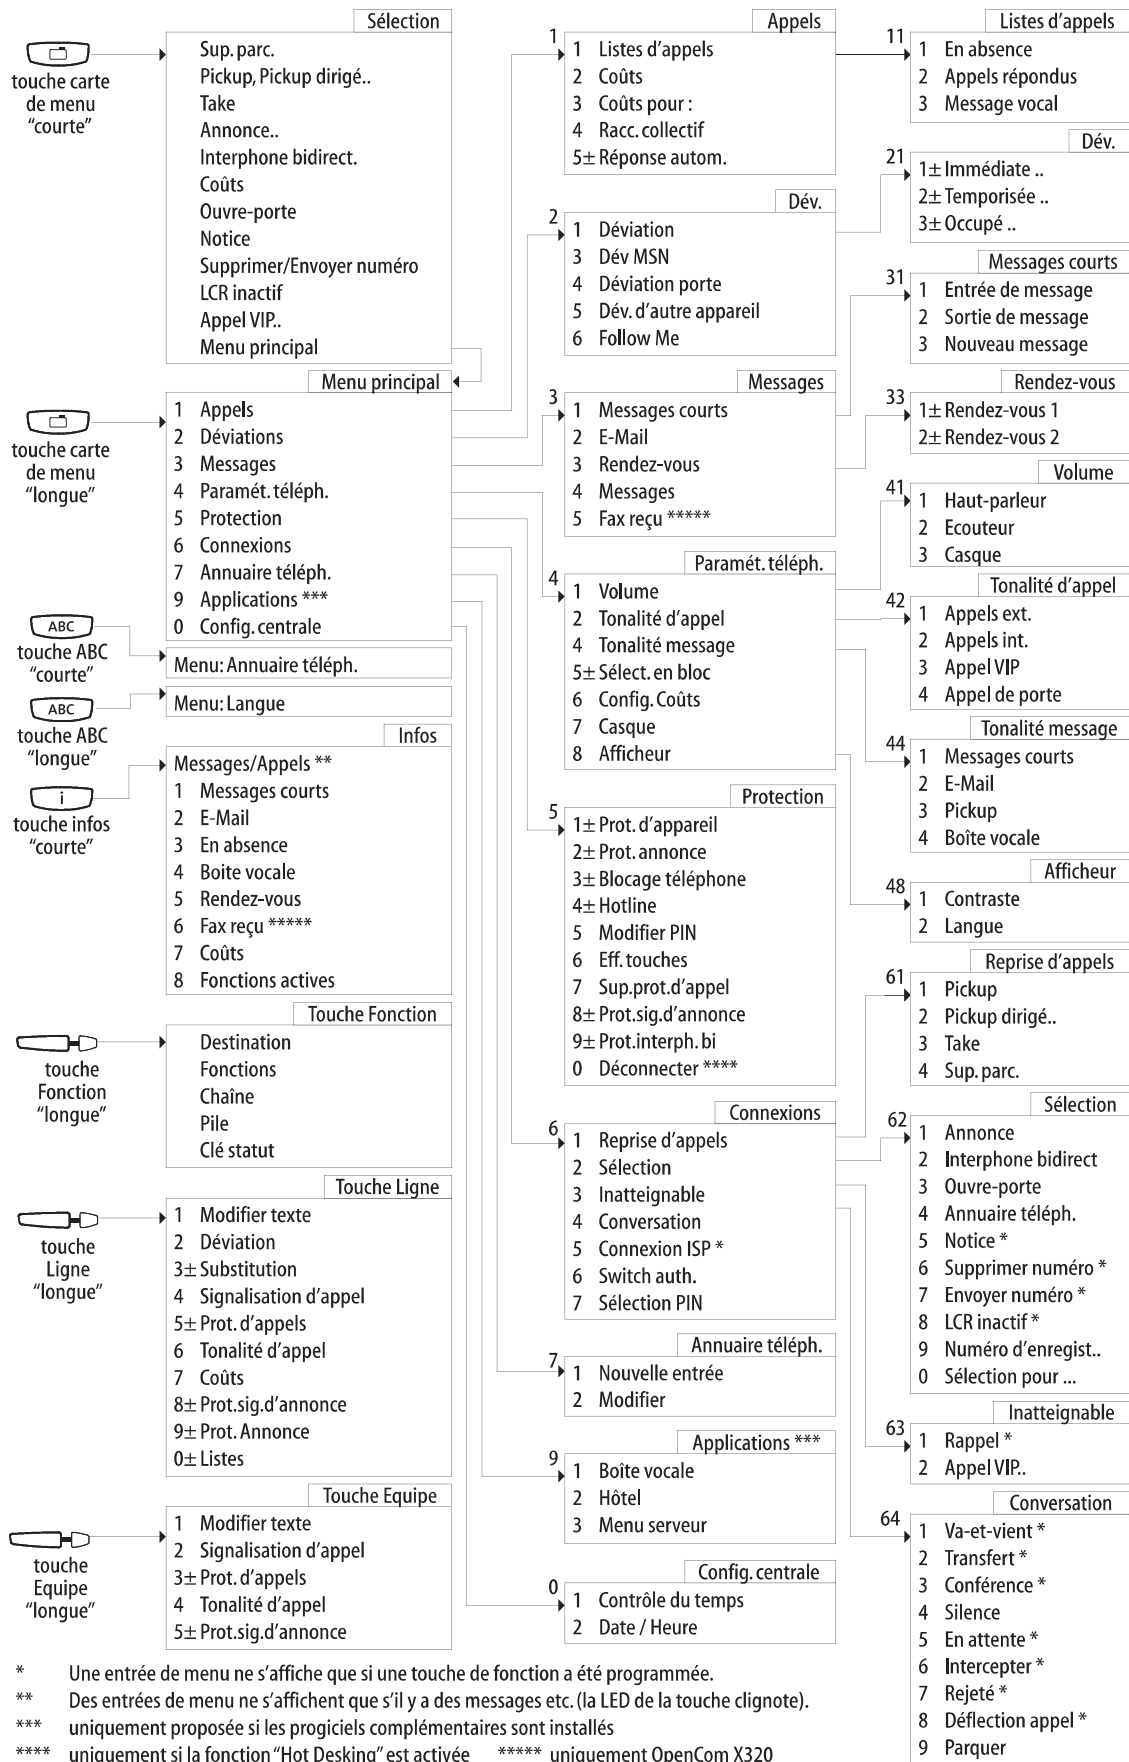 touche carte
de menu
“courte”
Sélection
Sup. parc.
Pickup, Pickup dirigé..
Take
Annonce..
Interphone bidirect.
Coûts
Ouvre-porte
Notice
Supprimer/Envoyer numéro
LCR inactif
Appel VIP..
Menu principal
touche carte
de menu
“longue”
Menu principal
1 Appels
2 Déviations
3 Messages
4 Paramét. téléph.
5 Protection
6 Connexions
7 Annuaire téléph.
9 Applications ***
0 Config. centrale
ABC
touche ABC
“courte”
Menu: Annuaire téléph.
ABC
touche ABC
“longue”
Menu: Langue
i
touche infos
“courte”
Infos
Messages/Appels **
1 Messages courts
2 E-Mail
3 En absence
4 Boite vocale
5 Rendez-vous
6 Fax reçu *****
7 Coûts
8 Fonctions actives
touche
Fonction
“longue”
Touche Fonction
Destination
Fonctions
Chaîne
Pile
Clé statut
touche
Ligne
“longue”
Touche Ligne
1 Modifier texte
2 Déviation
3± Substitution
4 Signalisation d’appel
5± Prot. d’appels
6 Tonalité d’appel
7 Coûts
8± Prot.sig.d’annonce
9± Prot. Annonce
0± Listes
touche
Equipe
“longue”
Touche Equipe
1 Modifier texte
2 Signalisation d’appel
3± Prot. d’appels
4 Tonalité d’appel
5± Prot.sig.d’annonce
Appels
1
1 Listes d’appels
2 Coûts
3 Coûts pour :
4 Racc. collectif
5± Réponse autom.
Dév.
2
1 Déviation
3 Dév MSN
4 Déviation porte
5 Dév. d’autre appareil
6 Follow Me
Messages
3
1 Messages courts
2 E-Mail
3 Rendez-vous
4 Messages
5 Fax reçu *****
Paramét. téléph.
4
1 Volume
2 Tonalité d’appel
4 Tonalité message
5± Sélect. en bloc
6 Config. Coûts
7 Casque
8 Afficheur
Protection
5
1± Prot. d’appareil
2± Prot. annonce
3± Blocage téléphone
4± Hotline
5 Modifier PIN
6 Eff. touches
7 Sup.prot.d’appel
8± Prot.sig.d’annonce
9± Prot.interph. bi
0 Déconnecter ****
Connexions
6
1 Reprise d’appels
2 Sélection
3 Inatteignable
4 Conversation
5 Connexion ISP *
6 Switch auth.
7 Sélection PIN
Annuaire téléph.
7
1 Nouvelle entrée
2 Modifier
Applications ***
9
1 Boîte vocale
2 Hôtel
3 Menu serveur
Config. centrale
0
1 Contrôle du temps
2 Date / Heure
Listes d’appels
11
1 En absence
2 Appels répondus
3 Message vocal
Dév.
21
1± Immédiate ..
2± Temporisée ..
3± Occupé ..
Messages courts
31
1 Entrée de message
2 Sortie de message
3 Nouveau message
Rendez-vous
33
1± Rendez-vous 1
2± Rendez-vous 2
Volume
41
1 Haut-parleur
2 Ecouteur
3 Casque
Tonalité d’appel
42
1 Appels ext.
2 Appels int.
3 Appel VIP
4 Appel de porte
Tonalité message
44
1 Messages courts
2 E-Mail
3 Pickup
4 Boîte vocale
Afficheur
48
1 Contraste
2 Langue
Reprise d’appels
61
1 Pickup
2 Pickup dirigé..
3 Take
4 Sup. parc.
Sélection
62
1 Annonce
2 Interphone bidirect
3 Ouvre-porte
4 Annuaire téléph.
5 Notice *
6 Supprimer numéro *
7 Envoyer numéro *
8 LCR inactif *
9 Numéro d’enregist..
0 Sélection pour ...
Inatteignable
63
1 Rappel *
2 Appel VIP..
Conversation
64
1 Va-et-vient *
2 Transfert *
3 Conférence *
4 Silence
5 En attente *
6 Intercepter *
7 Rejeté *
8 Déflection appel *
9 Parquer
* Une entrée de menu ne s’affiche que si une touche de fonction a été programmée.
** Des entrées de menu ne s’affichent que s’il y a des messages etc. (la LED de la touche clignote).
*** uniquement proposée si les progiciels complémentaires sont installés
**** uniquement si la fonction “Hot Desking” est activée ***** uniquement OpenCom X320